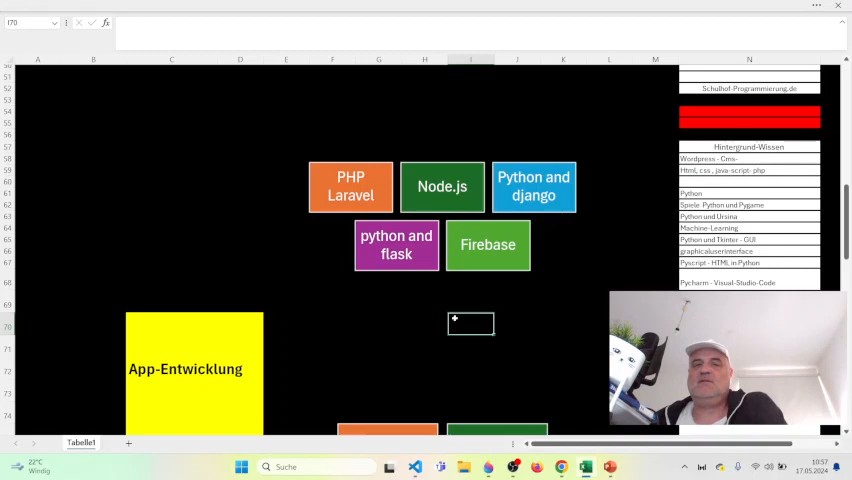 I70
fx
A B C D E F G H I J K L M N
50
51
52 Schulhof-Programmierung.de
53
54
55
56
57 Hintergrund-Wissen
58 Wordpress - Cms-
59 Html, css , java-script- php
60
61 Python
62 Spiele Python und Pygame
63 Python und Ursina
64 Machine-Learning
65 Python und Tkinter - GUI
66 graphicaluserinterface
67 Pyscript - HTML in Python
68 Pycharm - Visual-Studio-Code
69
70
71
72
73
74
PHP
Laravel
Node.js
Python and
django
python and
flask
Firebase
App-Entwicklung
Tabelle1
22°C
Windig
Suche
10:57
17.05.2024